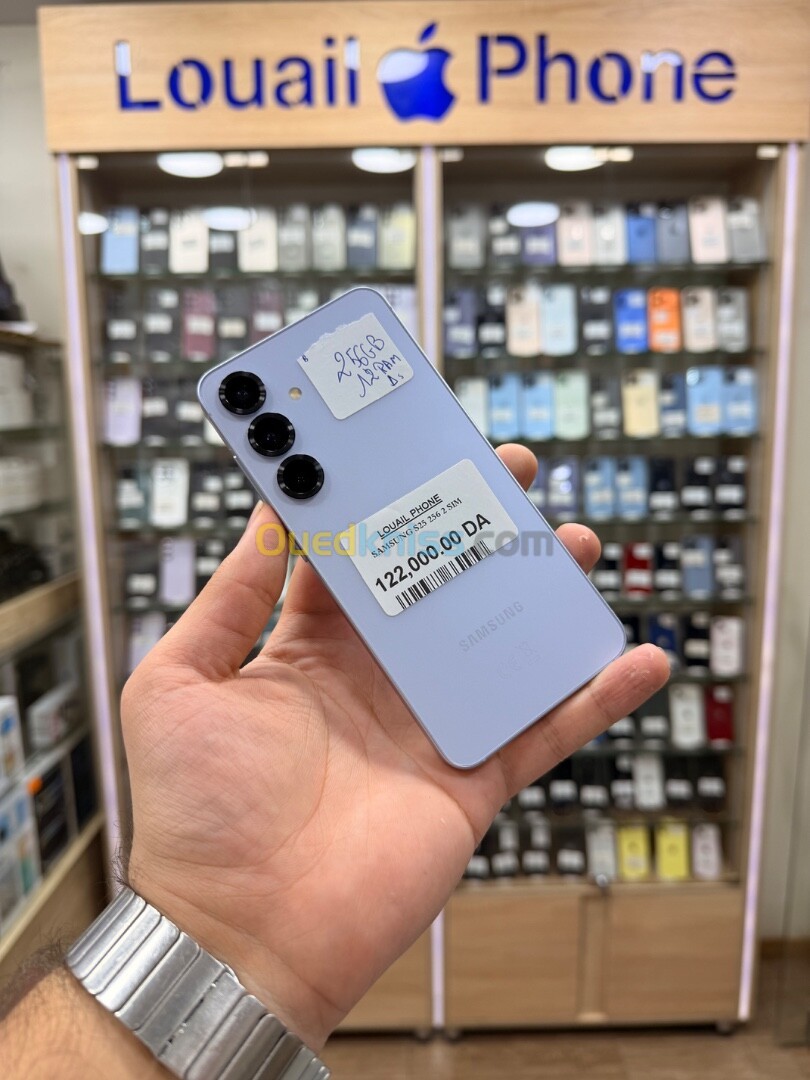 Louail Phone
256GB
12 Ram
Ds
LOUAIL PHONE
SAMSUNG S25 256 2 SIM
122,000.00 DA
Ouedkniss.com
SAMSUNG